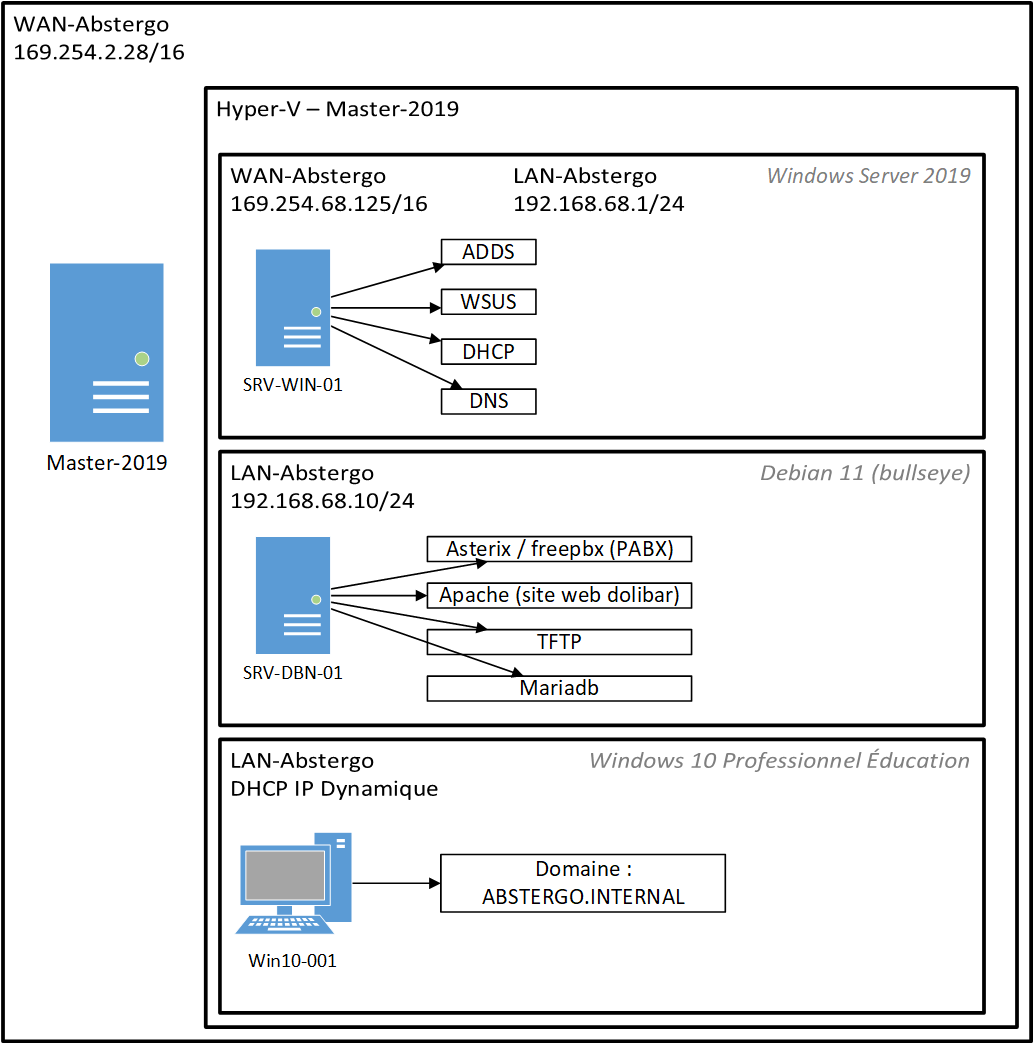 WAN-Abstergo
169.254.2.28/16
Hyper-V – Master-2019
WAN-Abstergo
169.254.68.125/16
LAN-Abstergo
192.168.68.1/24
Windows Server 2019
ADDS
WSUS
DHCP
DNS
SRV-WIN-01
Master-2019
LAN-Abstergo
192.168.68.10/24
Debian 11 (bullseye)
Asterix / freepbx (PABX)
Apache (site web dolibar)
TFTP
Mariadb
SRV-DBN-01
LAN-Abstergo
DHCP IP Dynamique
Windows 10 Professionnel Éducation
Domaine :
ABSTERGO.INTERNAL
Win10-001